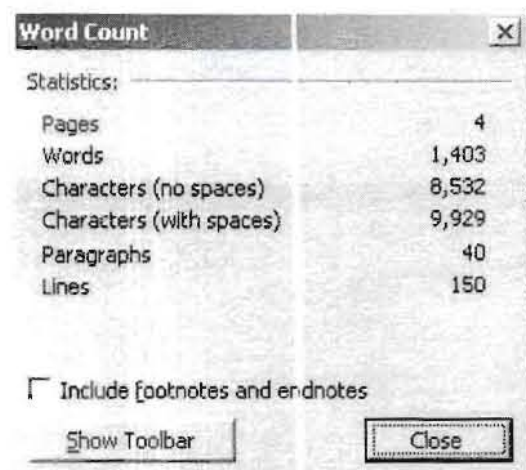 Word Count
Statistics:
Pages 4
Words 1,403
Characters (no spaces) 8,532
Characters (with spaces) 9,929
Paragraphs 40
Lines 150
Include footnotes and endnotes
Show Toolbar
Close